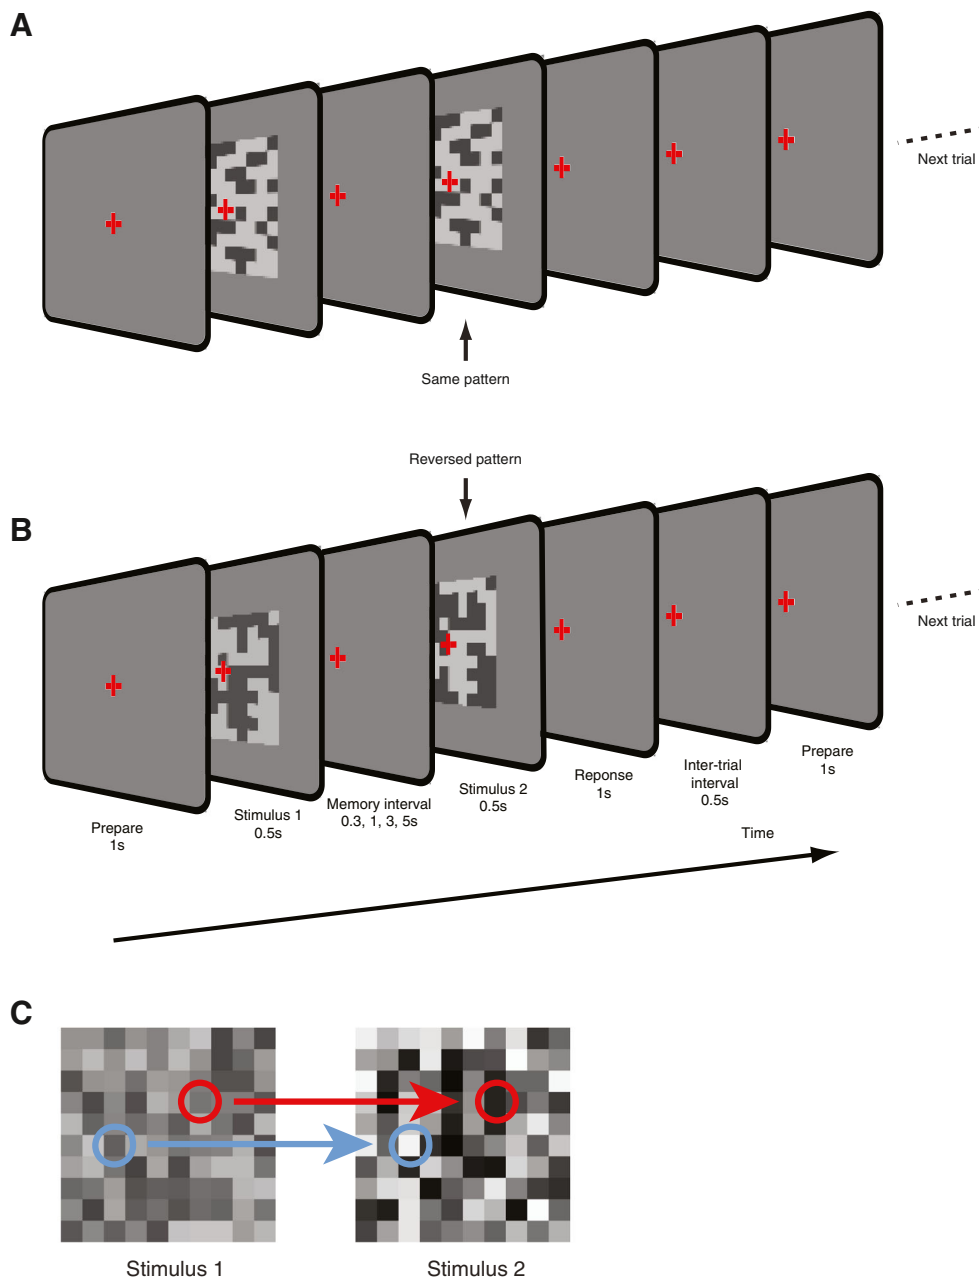 A
Next trial
Same pattern
Reversed pattern
B
Next trial
Prepare
1s
Stimulus 1
0.5s
Memory interval
0.3, 1, 3, 5s
Stimulus 2
0.5s
Reponse
1s
Inter-trial
interval
0.5s
Prepare
1s
Time
C
Stimulus 1
Stimulus 2